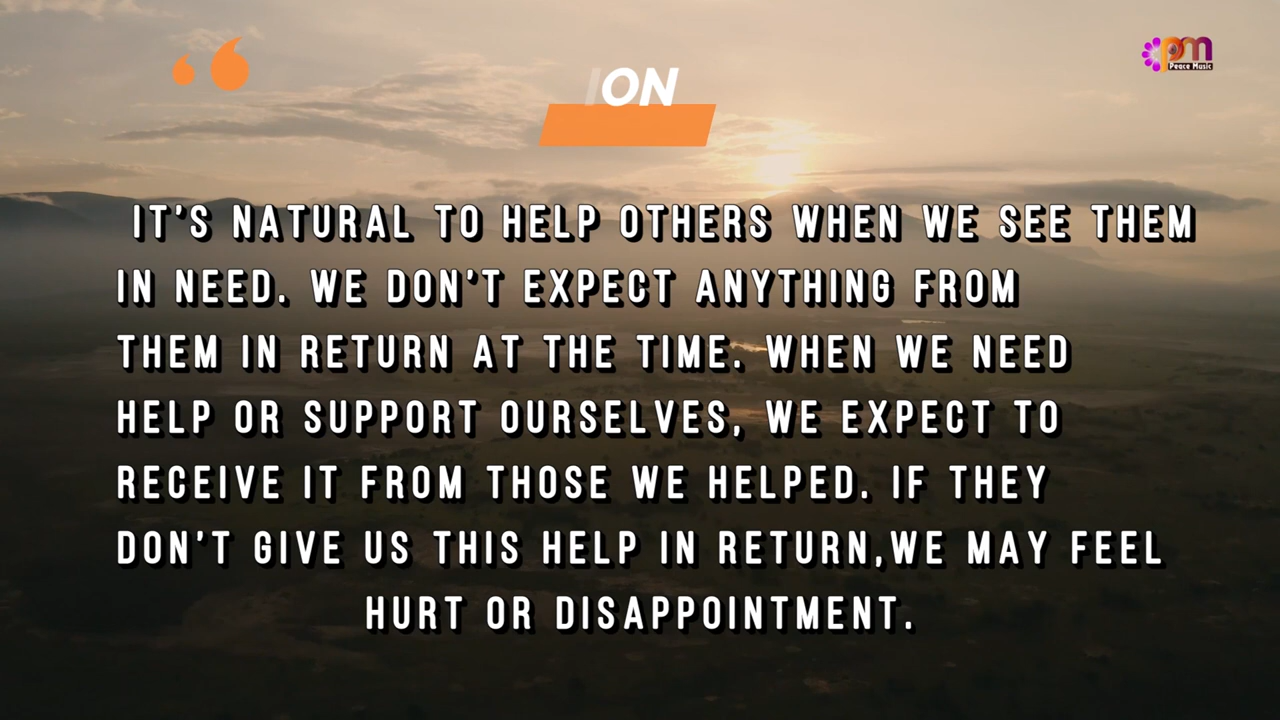 ION
pm
Peace Music
IT'S NATURAL TO HELP OTHERS WHEN WE SEE THEM
IN NEED. WE DON'T EXPECT ANYTHING FROM
THEM IN RETURN AT THE TIME. WHEN WE NEED
HELP OR SUPPORT OURSELVES, WE EXPECT TO
RECEIVE IT FROM THOSE WE HELPED. IF THEY
DON'T GIVE US THIS HELP IN RETURN,WE MAY FEEL
HURT OR DISAPPOINTMENT.